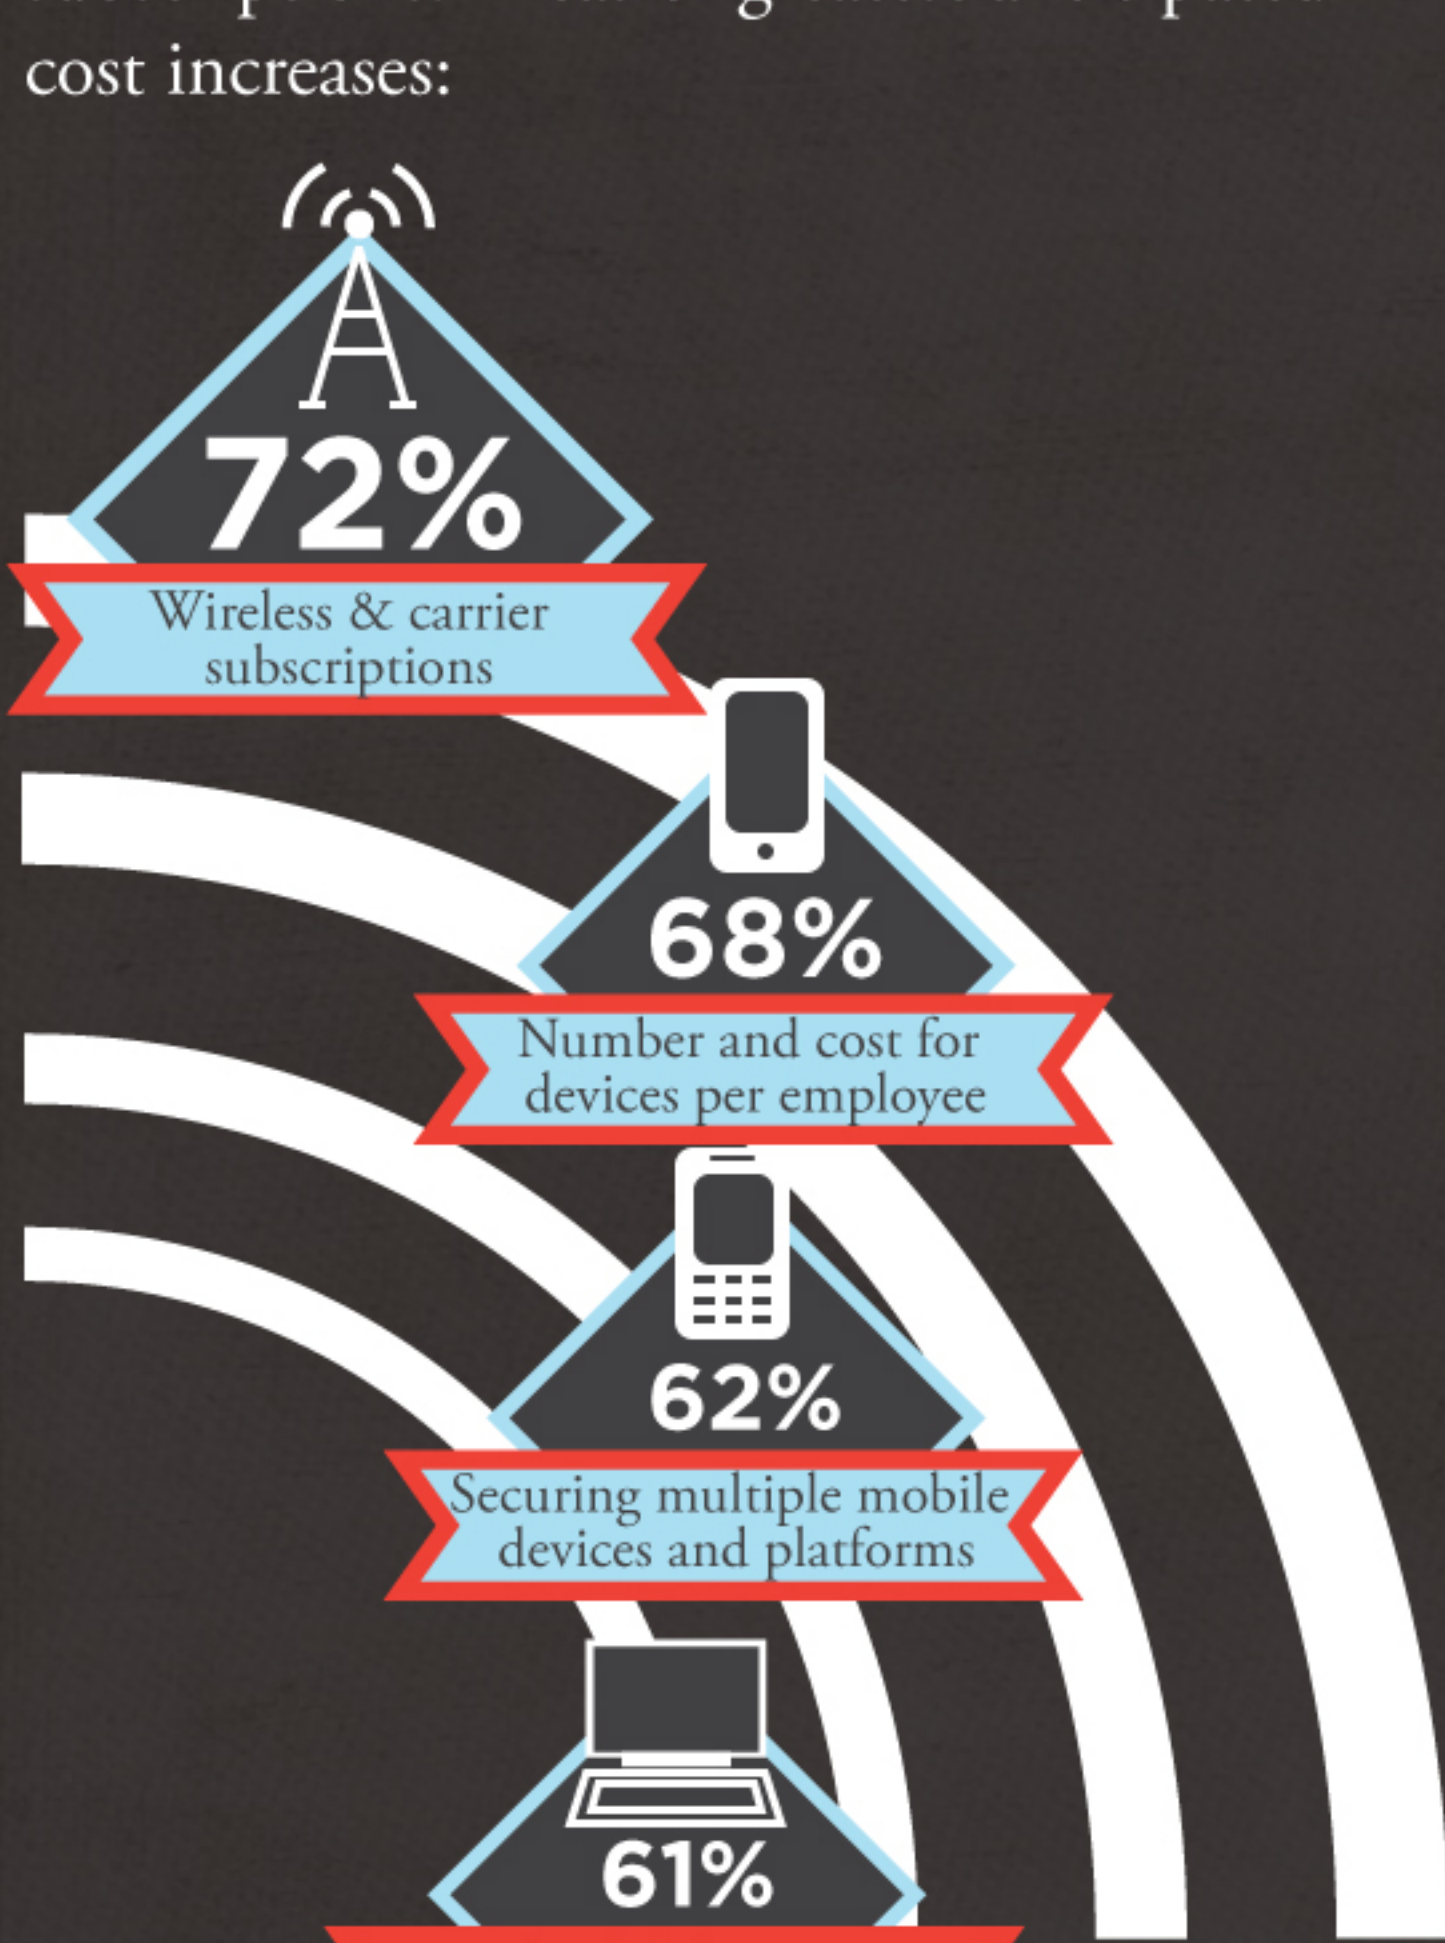 cost increases:
72%
Wireless & carrier
subscriptions
68%
Number and cost for
devices per employee
62%
Securing multiple mobile
devices and platforms
61%